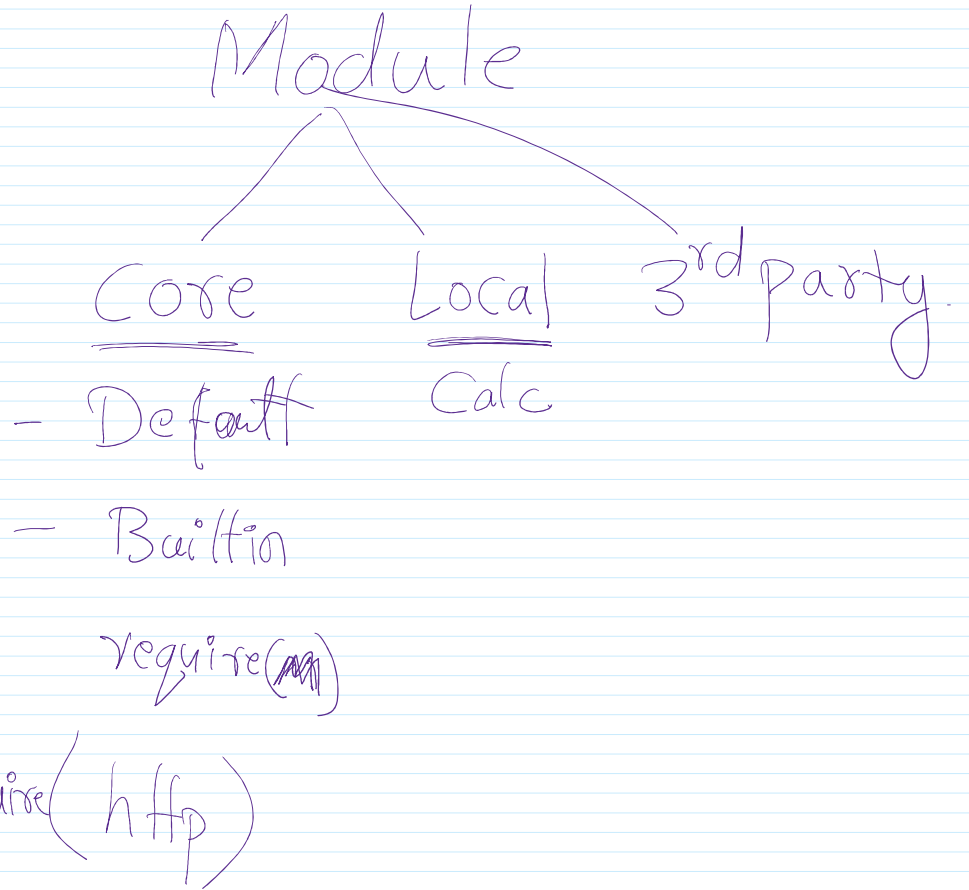 Module
Core Local 3rd party.
- Default Calc
- Builtin
require( )
ire(http)